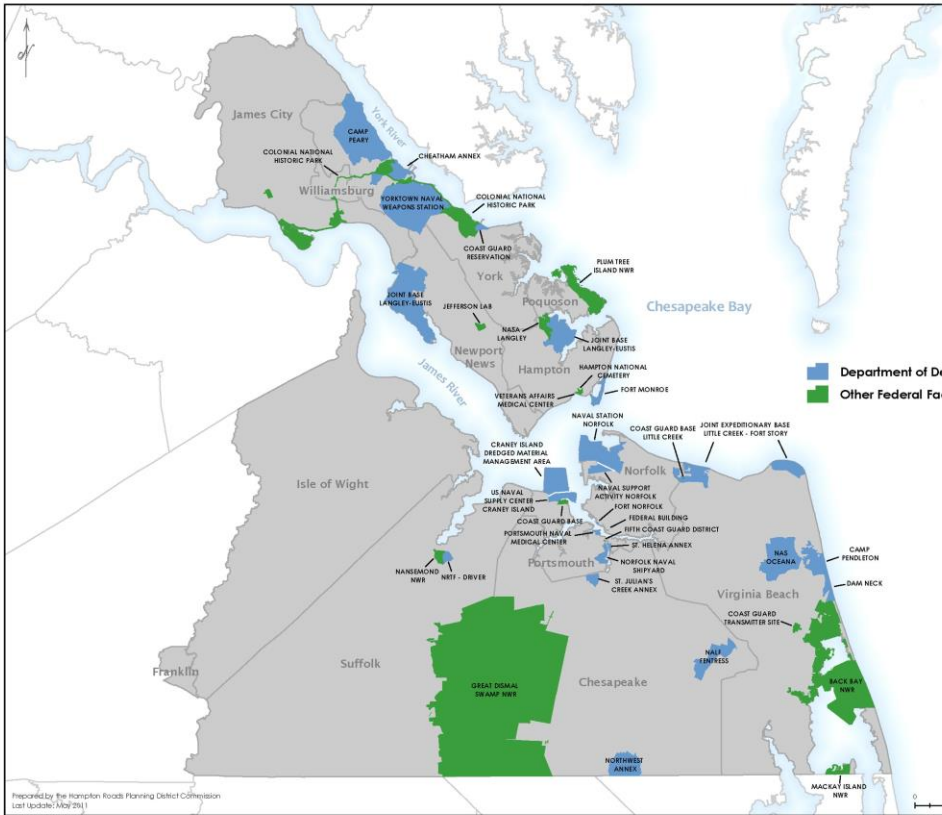 N
James City
CAMP
PEARY
York River
COLONIAL NATIONAL
HISTORIC PARK
CHEATHAM ANNEX
Williamsburg
YORKTOWN NAVAL
WEAPONS STATION
COLONIAL NATIONAL
HISTORIC PARK
COAST GUARD
RESERVATION
York
PLUM TREE
ISLAND NWR
JOINT BASE
LANGLEY-EUSTIS
Poquoson
Chesapeake Bay
JEFFERSON LAB
NASA
LANGLEY
JOINT BASE
LANGLEY-EUSTIS
Newport
News
Hampton
HAMPTON NATIONAL
CEMETERY
James River
VETERANS AFFAIRS
MEDICAL CENTER
FORT MONROE
Department of De
Other Federal Fac
NAVAL STATION
NORFOLK
COAST GUARD BASE
LITTLE CREEK
JOINT EXPEDITIONARY BASE
LITTLE CREEK - FORT STORY
CRANEY ISLAND
DREDGED MATERIAL
MANAGEMENT AREA
Norfolk
Isle of Wight
NAVAL SUPPORT
ACTIVITY NORFOLK
US NAVAL
SUPPLY CENTER
CRANEY ISLAND
FORT NORFOLK
COAST GUARD BASE
FEDERAL BUILDING
PORTSMOUTH NAVAL
MEDICAL CENTER
FIFTH COAST GUARD DISTRICT
ST. HELENA ANNEX
NAS
OCEANA
CAMP
PENDLETON
NANSEMOND
NWR
NRTF - DRIVER
Portsmouth
NORFOLK NAVAL
SHIPYARD
ST. JULIAN'S
CREEK ANNEX
DAM NECK
Virginia Beach
COAST GUARD
TRANSMITTER SITE
NALF
FENTRESS
Franklin
Suffolk
GREAT DISMAL
SWAMP NWR
Chesapeake
BACK BAY
NWR
NORTHWEST
ANNEX
MACKAY ISLAND
NWR
Prepared by the Hampton Roads Planning District Commission
Last Update: May 2011
0